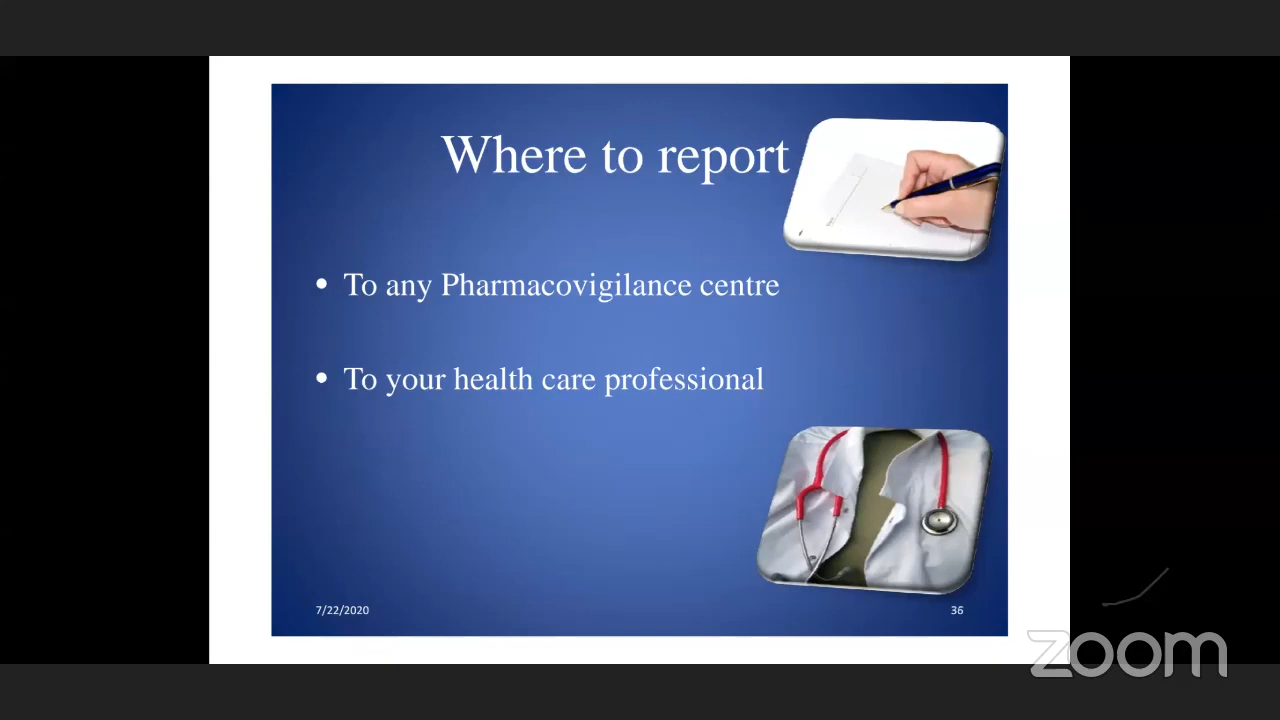 Where to report
• To any Pharmacovigilance centre
• To your health care professional
7/22/2020
36
zoom